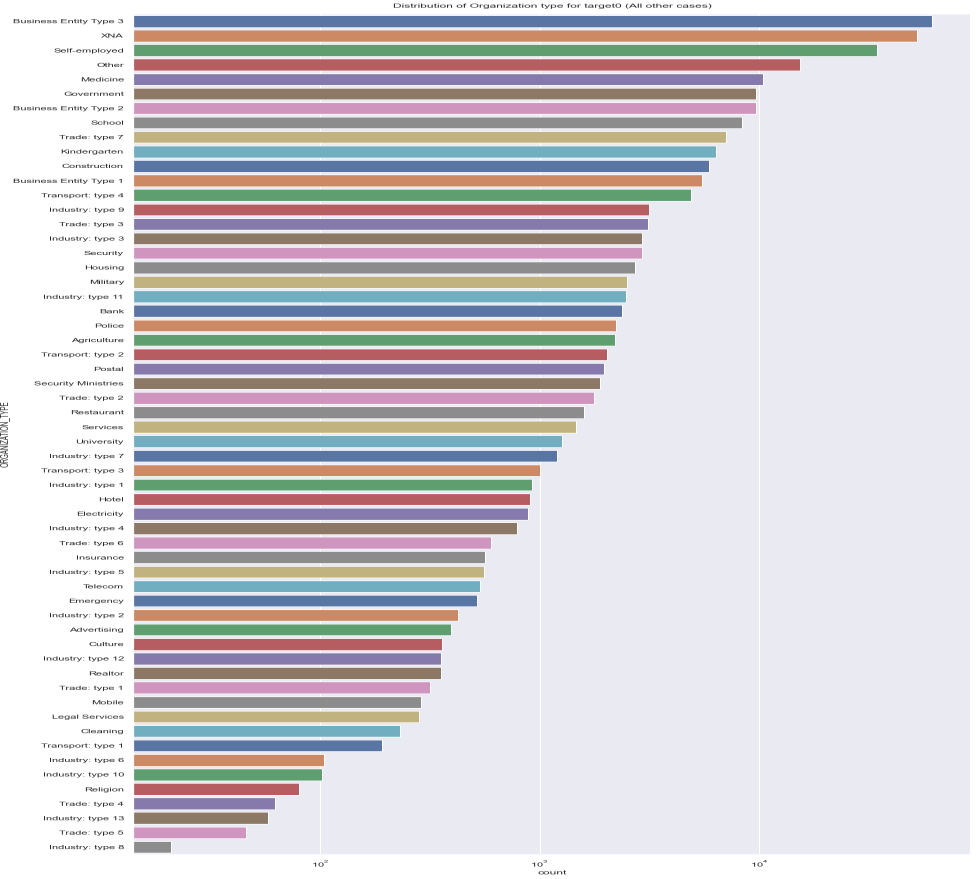 Distribution of Organization type for target0 (All other cases)
Business Entity Type 3
XNA
Self-employed
Other
Medicine
Government
Business Entity Type 2
School
Trade: type 7
Kindergarten
Construction
Business Entity Type 1
Transport: type 4
Industry: type 9
Trade: type 3
Industry: type 3
Security
Housing
Military
Industry: type 11
Bank
Police
Agriculture
Transport: type 2
Postal
Security Ministries
Trade: type 2
Restaurant
Services
University
Industry: type 7
Transport: type 3
Industry: type 1
Hotel
Electricity
Industry: type 4
Trade: type 6
Insurance
Industry: type 5
Telecom
Emergency
Industry: type 2
Advertising
Culture
Industry: type 12
Realtor
Trade: type 1
Mobile
Legal Services
Cleaning
Transport: type 1
Industry: type 6
Industry: type 10
Religion
Trade: type 4
Industry: type 13
Trade: type 5
Industry: type 8
ORGANIZATION_TYPE
10² 10³ 10⁴
count